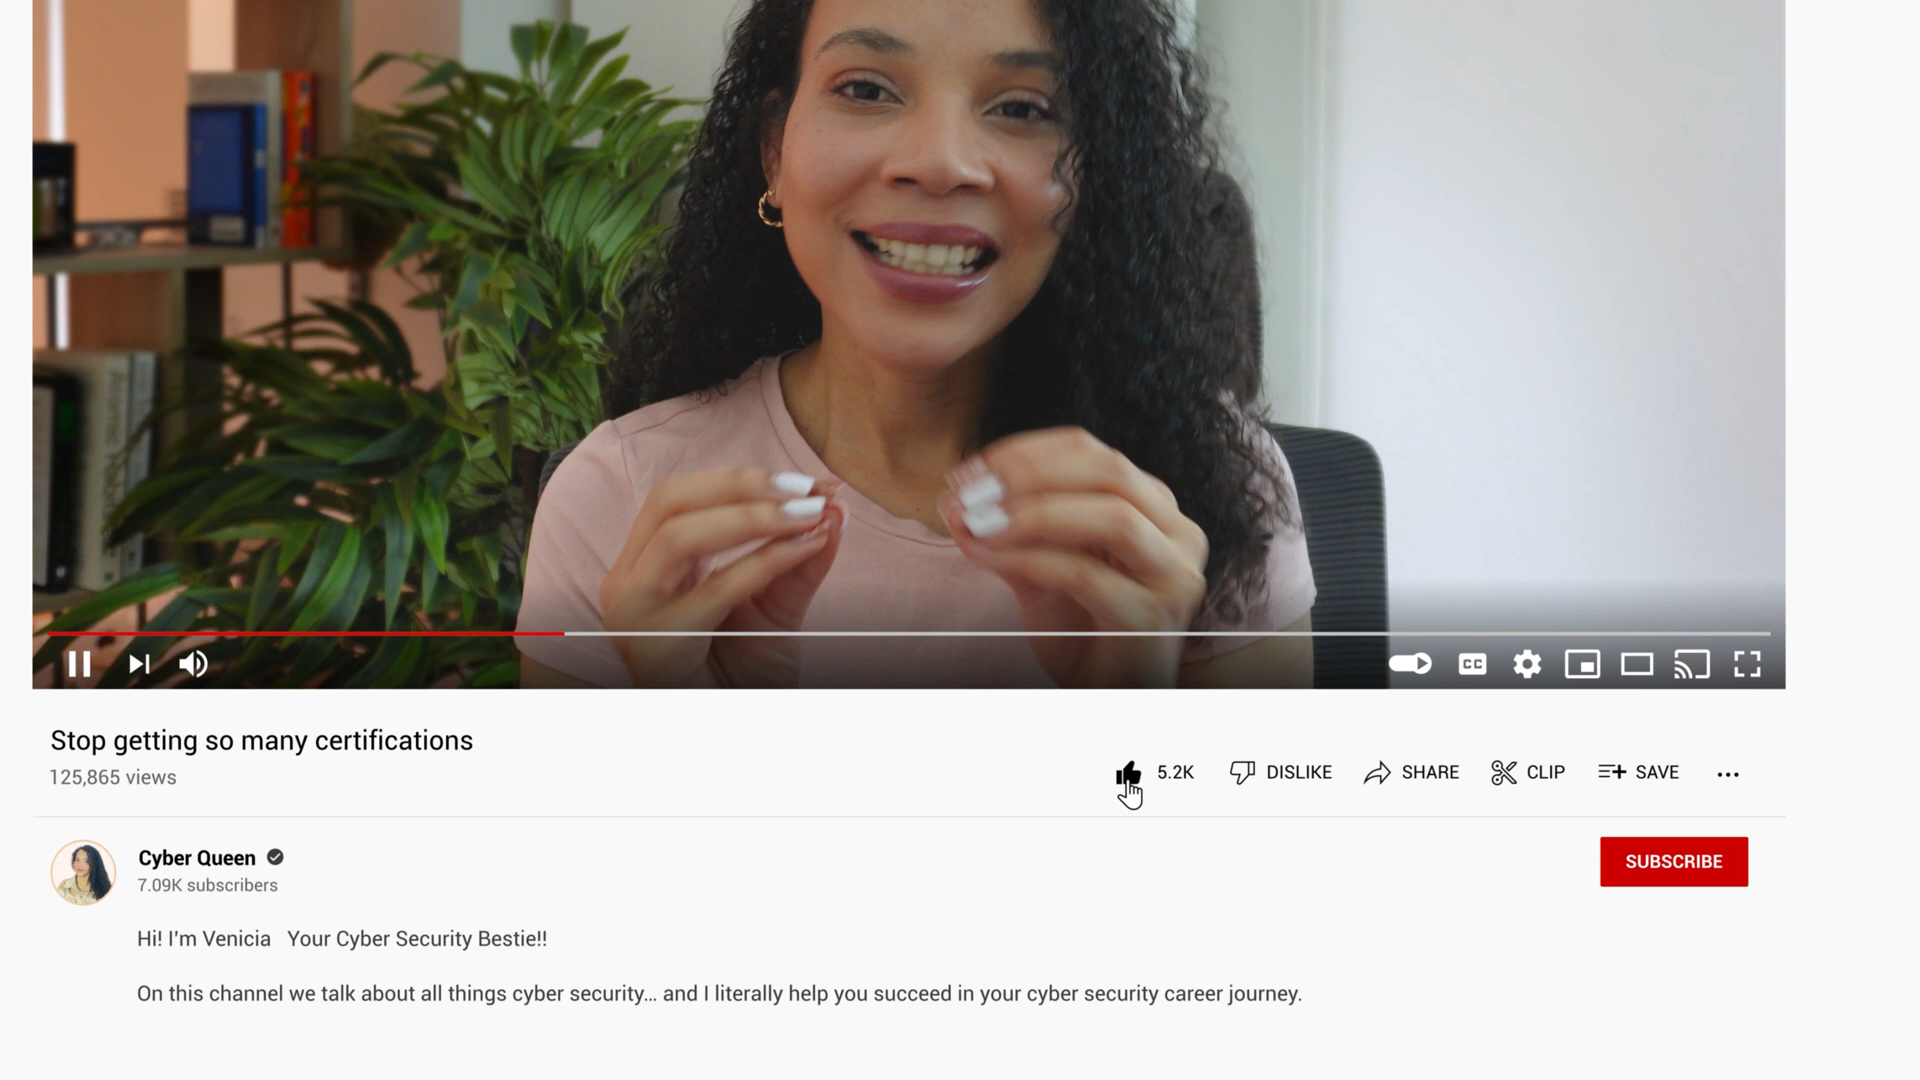 CC
Stop getting so many certifications
125,865 views
5.2K
DISLIKE
SHARE
CLIP
SAVE
Cyber Queen
7.09K subscribers
SUBSCRIBE
Hi! I'm Venicia   Your Cyber Security Bestie!!
On this channel we talk about all things cyber security... and I literally help you succeed in your cyber security career journey.